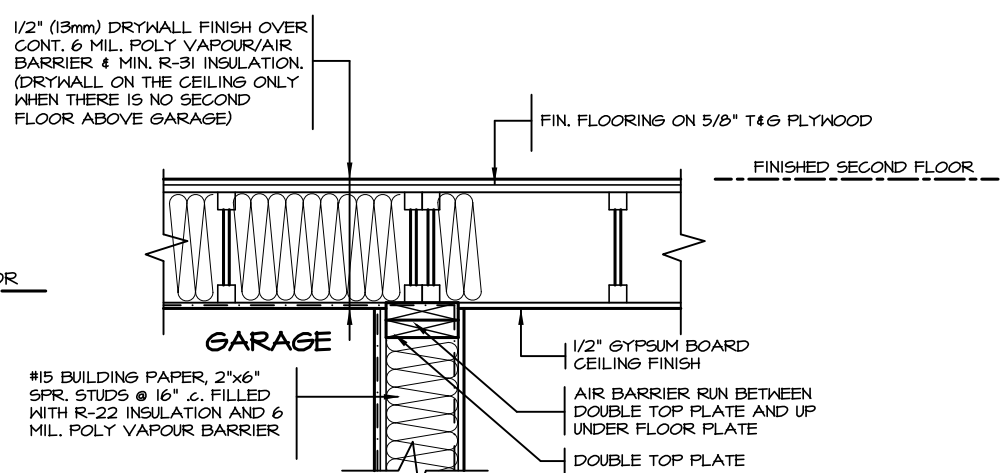 1/2" (13mm) DRYWALL FINISH OVER
CONT. 6 MIL. POLY VAPOUR/AIR
BARRIER & MIN. R-31 INSULATION.
(DRYWALL ON THE CEILING ONLY
WHEN THERE IS NO SECOND
FLOOR ABOVE GARAGE)
FIN. FLOORING ON 5/8" T&G PLYWOOD
FINISHED SECOND FLOOR
GARAGE
#15 BUILDING PAPER, 2"x6"
SPR. STUDS @ 16" .c. FILLED
WITH R-22 INSULATION AND 6
MIL. POLY VAPOUR BARRIER
1/2" GYPSUM BOARD
CEILING FINISH
AIR BARRIER RUN BETWEEN
DOUBLE TOP PLATE AND UP
UNDER FLOOR PLATE
DOUBLE TOP PLATE